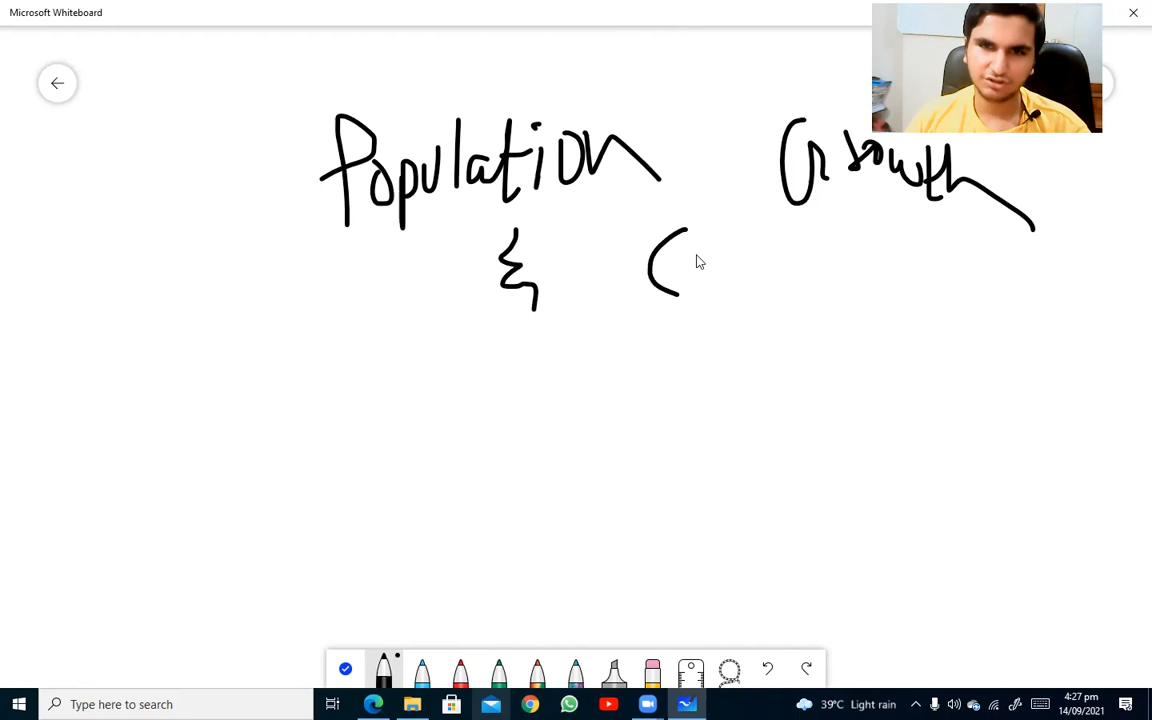 Microsoft Whiteboard
Population Growth
& (
Type here to search
39°C Light rain
4:27 pm
14/09/2021